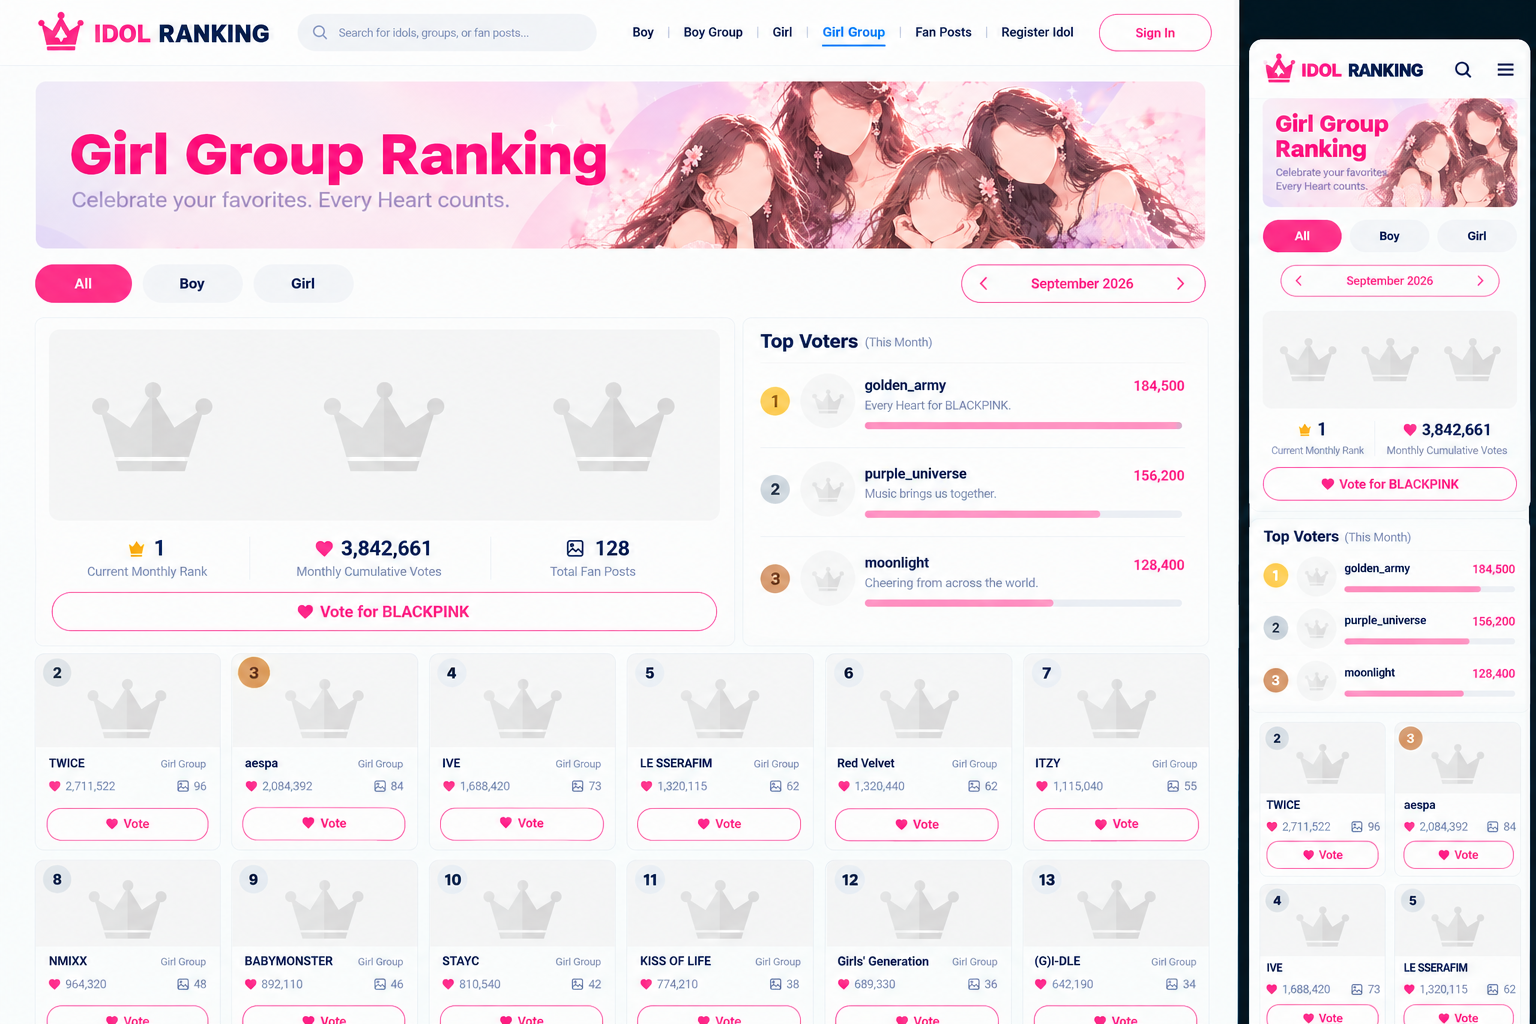 IDOL RANKING
Search for idols, groups, or fan posts...
Boy
Boy Group
Girl
Girl Group
Fan Posts
Register Idol
Sign In
Girl Group Ranking
Celebrate your favorites. Every Heart counts.
All
Boy
Girl
September 2026
1
Current Monthly Rank
3,842,661
Monthly Cumulative Votes
128
Total Fan Posts
Vote for BLACKPINK
Top Voters (This Month)
1
golden_army
184,500
Every Heart for BLACKPINK.
2
purple_universe
156,200
Music brings us together.
3
moonlight
128,400
Cheering from across the world.
2
TWICE
Girl Group
2,711,522
96
Vote
3
aespa
Girl Group
2,084,392
84
Vote
4
IVE
Girl Group
1,688,420
73
Vote
5
LE SSERAFIM
Girl Group
1,320,115
62
Vote
6
Red Velvet
Girl Group
1,320,440
62
Vote
7
ITZY
Girl Group
1,115,040
55
Vote
8
NMIXX
Girl Group
964,320
48
Vote
9
BABYMONSTER
Girl Group
892,110
46
Vote
10
STAYC
Girl Group
810,540
42
Vote
11
KISS OF LIFE
Girl Group
774,210
38
Vote
12
Girls' Generation
Girl Group
689,330
36
Vote
13
(G)I-DLE
Girl Group
642,190
34
Vote
IDOL RANKING
Girl Group
Ranking
Celebrate your favorites.
Every Heart counts.
All
Boy
Girl
September 2026
1
Current Monthly Rank
3,842,661
Monthly Cumulative Votes
Vote for BLACKPINK
Top Voters (This Month)
1
golden_army
184,500
2
purple_universe
156,200
3
moonlight
128,400
2
TWICE
2,711,522
96
Vote
3
aespa
2,084,392
84
Vote
4
IVE
1,688,420
73
Vote
5
LE SSERAFIM
1,320,115
62
Vote